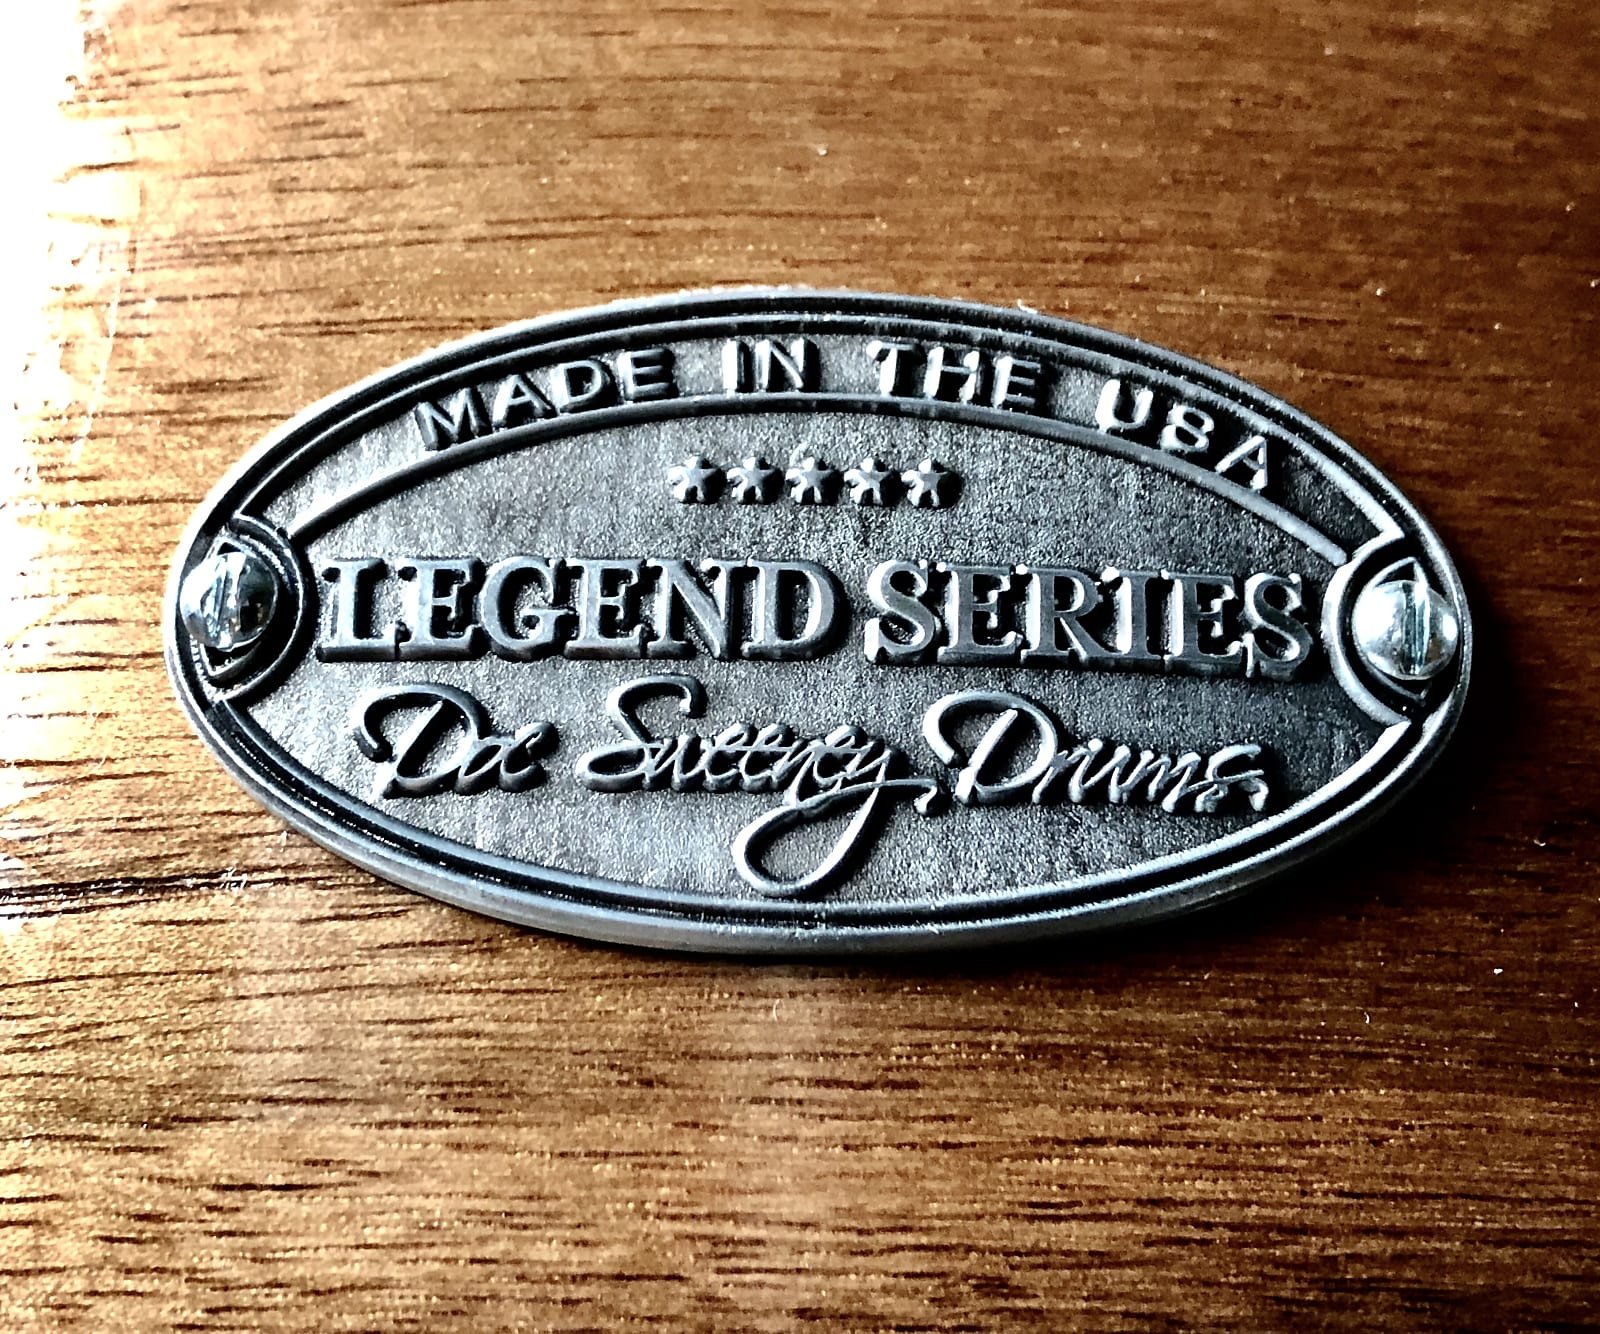 MADE IN THE USA
LEGEND SERIES
Doc Sweeney Drums